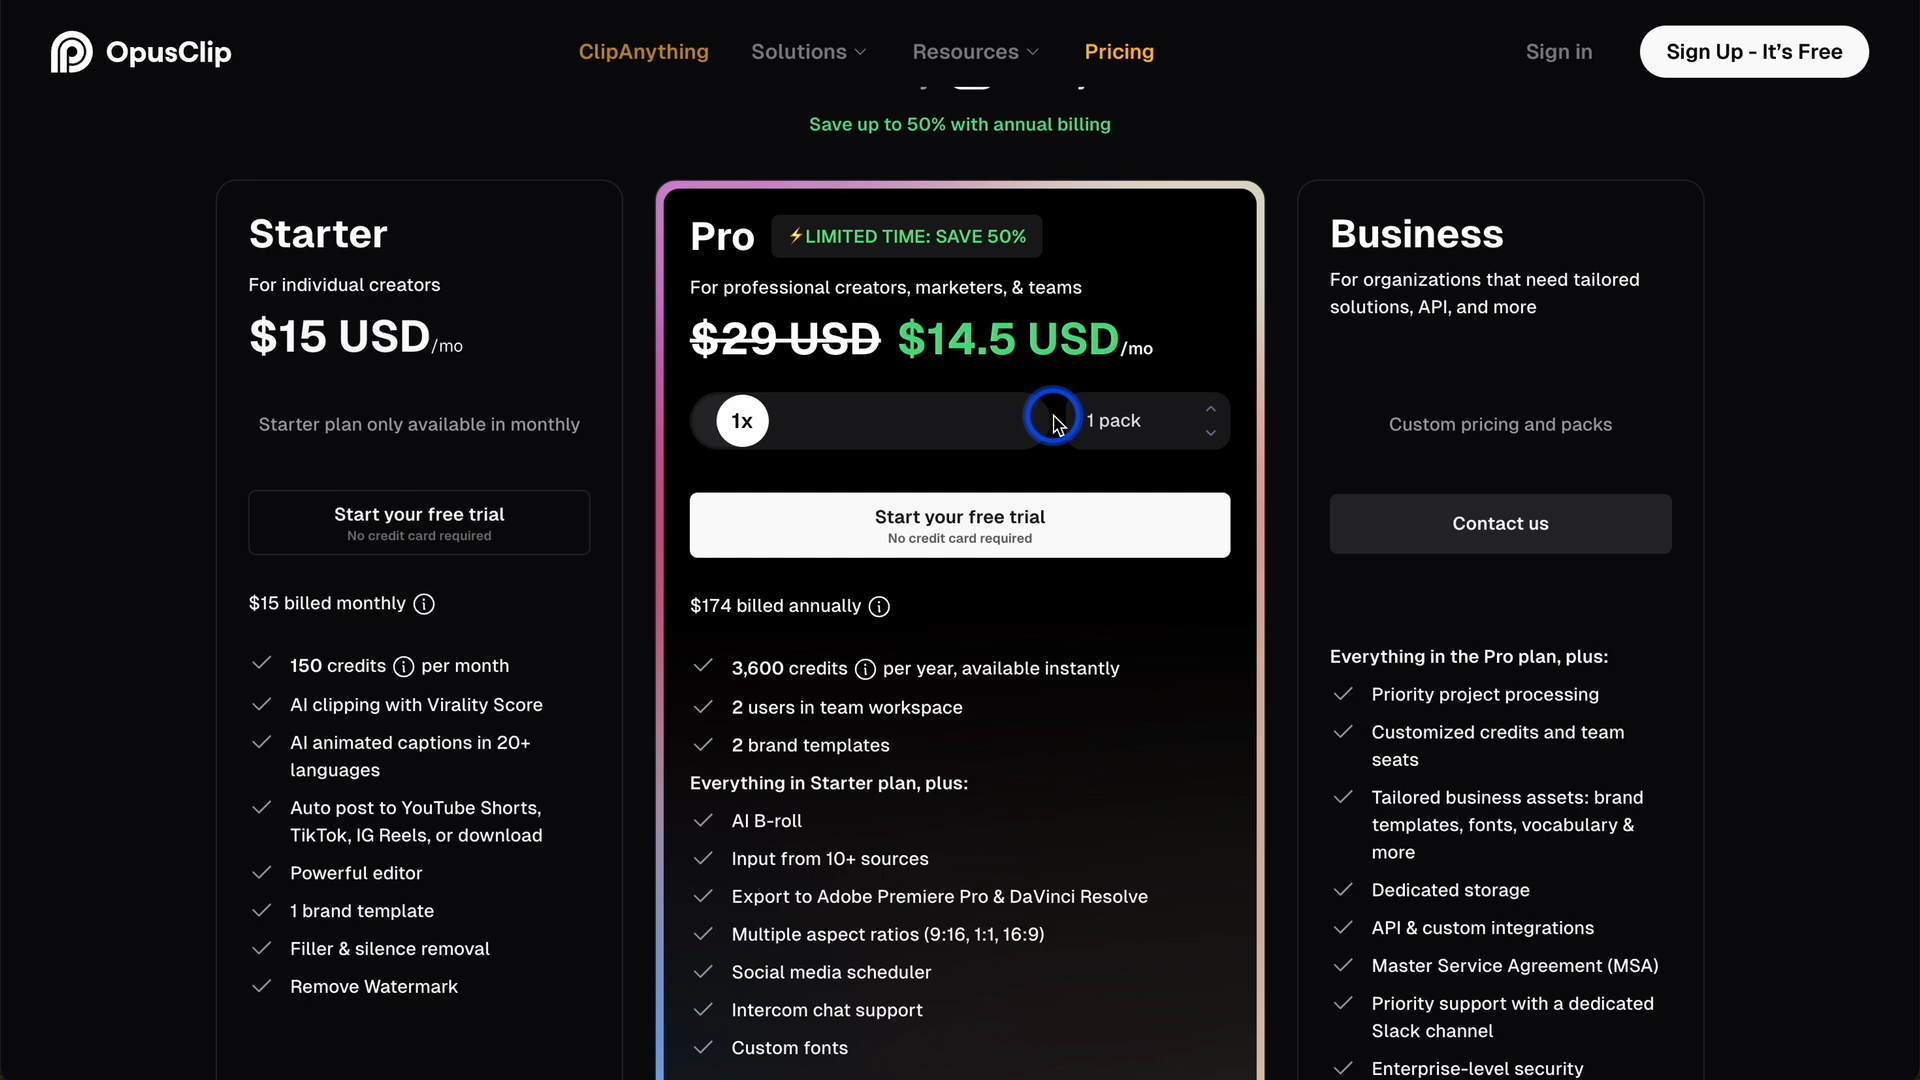 OpusClip
ClipAnything
Solutions
Resources
Pricing
Sign in
Sign Up - It's Free
Save up to 50% with annual billing
Starter
For individual creators
$15 USD/mo
Starter plan only available in monthly
Start your free trial
No credit card required
$15 billed monthly
150 credits per month
AI clipping with Virality Score
AI animated captions in 20+
languages
Auto post to YouTube Shorts,
TikTok, IG Reels, or download
Powerful editor
1 brand template
Filler & silence removal
Remove Watermark
Pro
⚡LIMITED TIME: SAVE 50%
For professional creators, marketers, & teams
$29 USD $14.5 USD/mo
1x
1 pack
Start your free trial
No credit card required
$174 billed annually
3,600 credits per year, available instantly
2 users in team workspace
2 brand templates
Everything in Starter plan, plus:
AI B-roll
Input from 10+ sources
Export to Adobe Premiere Pro & DaVinci Resolve
Multiple aspect ratios (9:16, 1:1, 16:9)
Social media scheduler
Intercom chat support
Custom fonts
Business
For organizations that need tailored
solutions, API, and more
Custom pricing and packs
Contact us
Everything in the Pro plan, plus:
Priority project processing
Customized credits and team
seats
Tailored business assets: brand
templates, fonts, vocabulary &
more
Dedicated storage
API & custom integrations
Master Service Agreement (MSA)
Priority support with a dedicated
Slack channel
Enterprise-level security